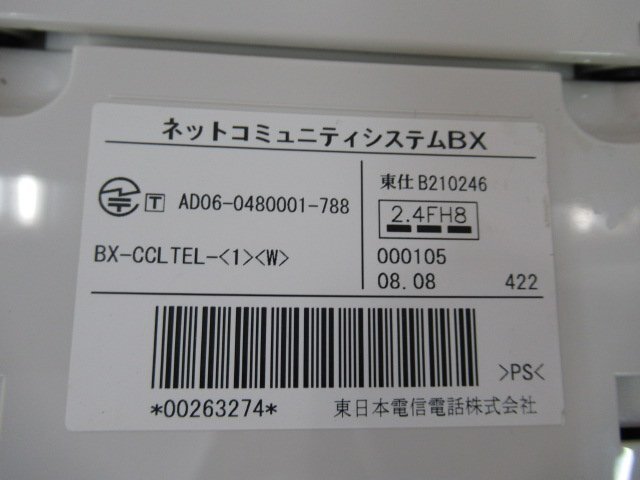 ネットコミュニティシステムBX
T AD06-0480001-788
東仕 B210246
2.4FH8
BX-CCLTEL-<1><W>
000105
08.08 422
>PS<
*00263274* 東日本電信電話株式会社